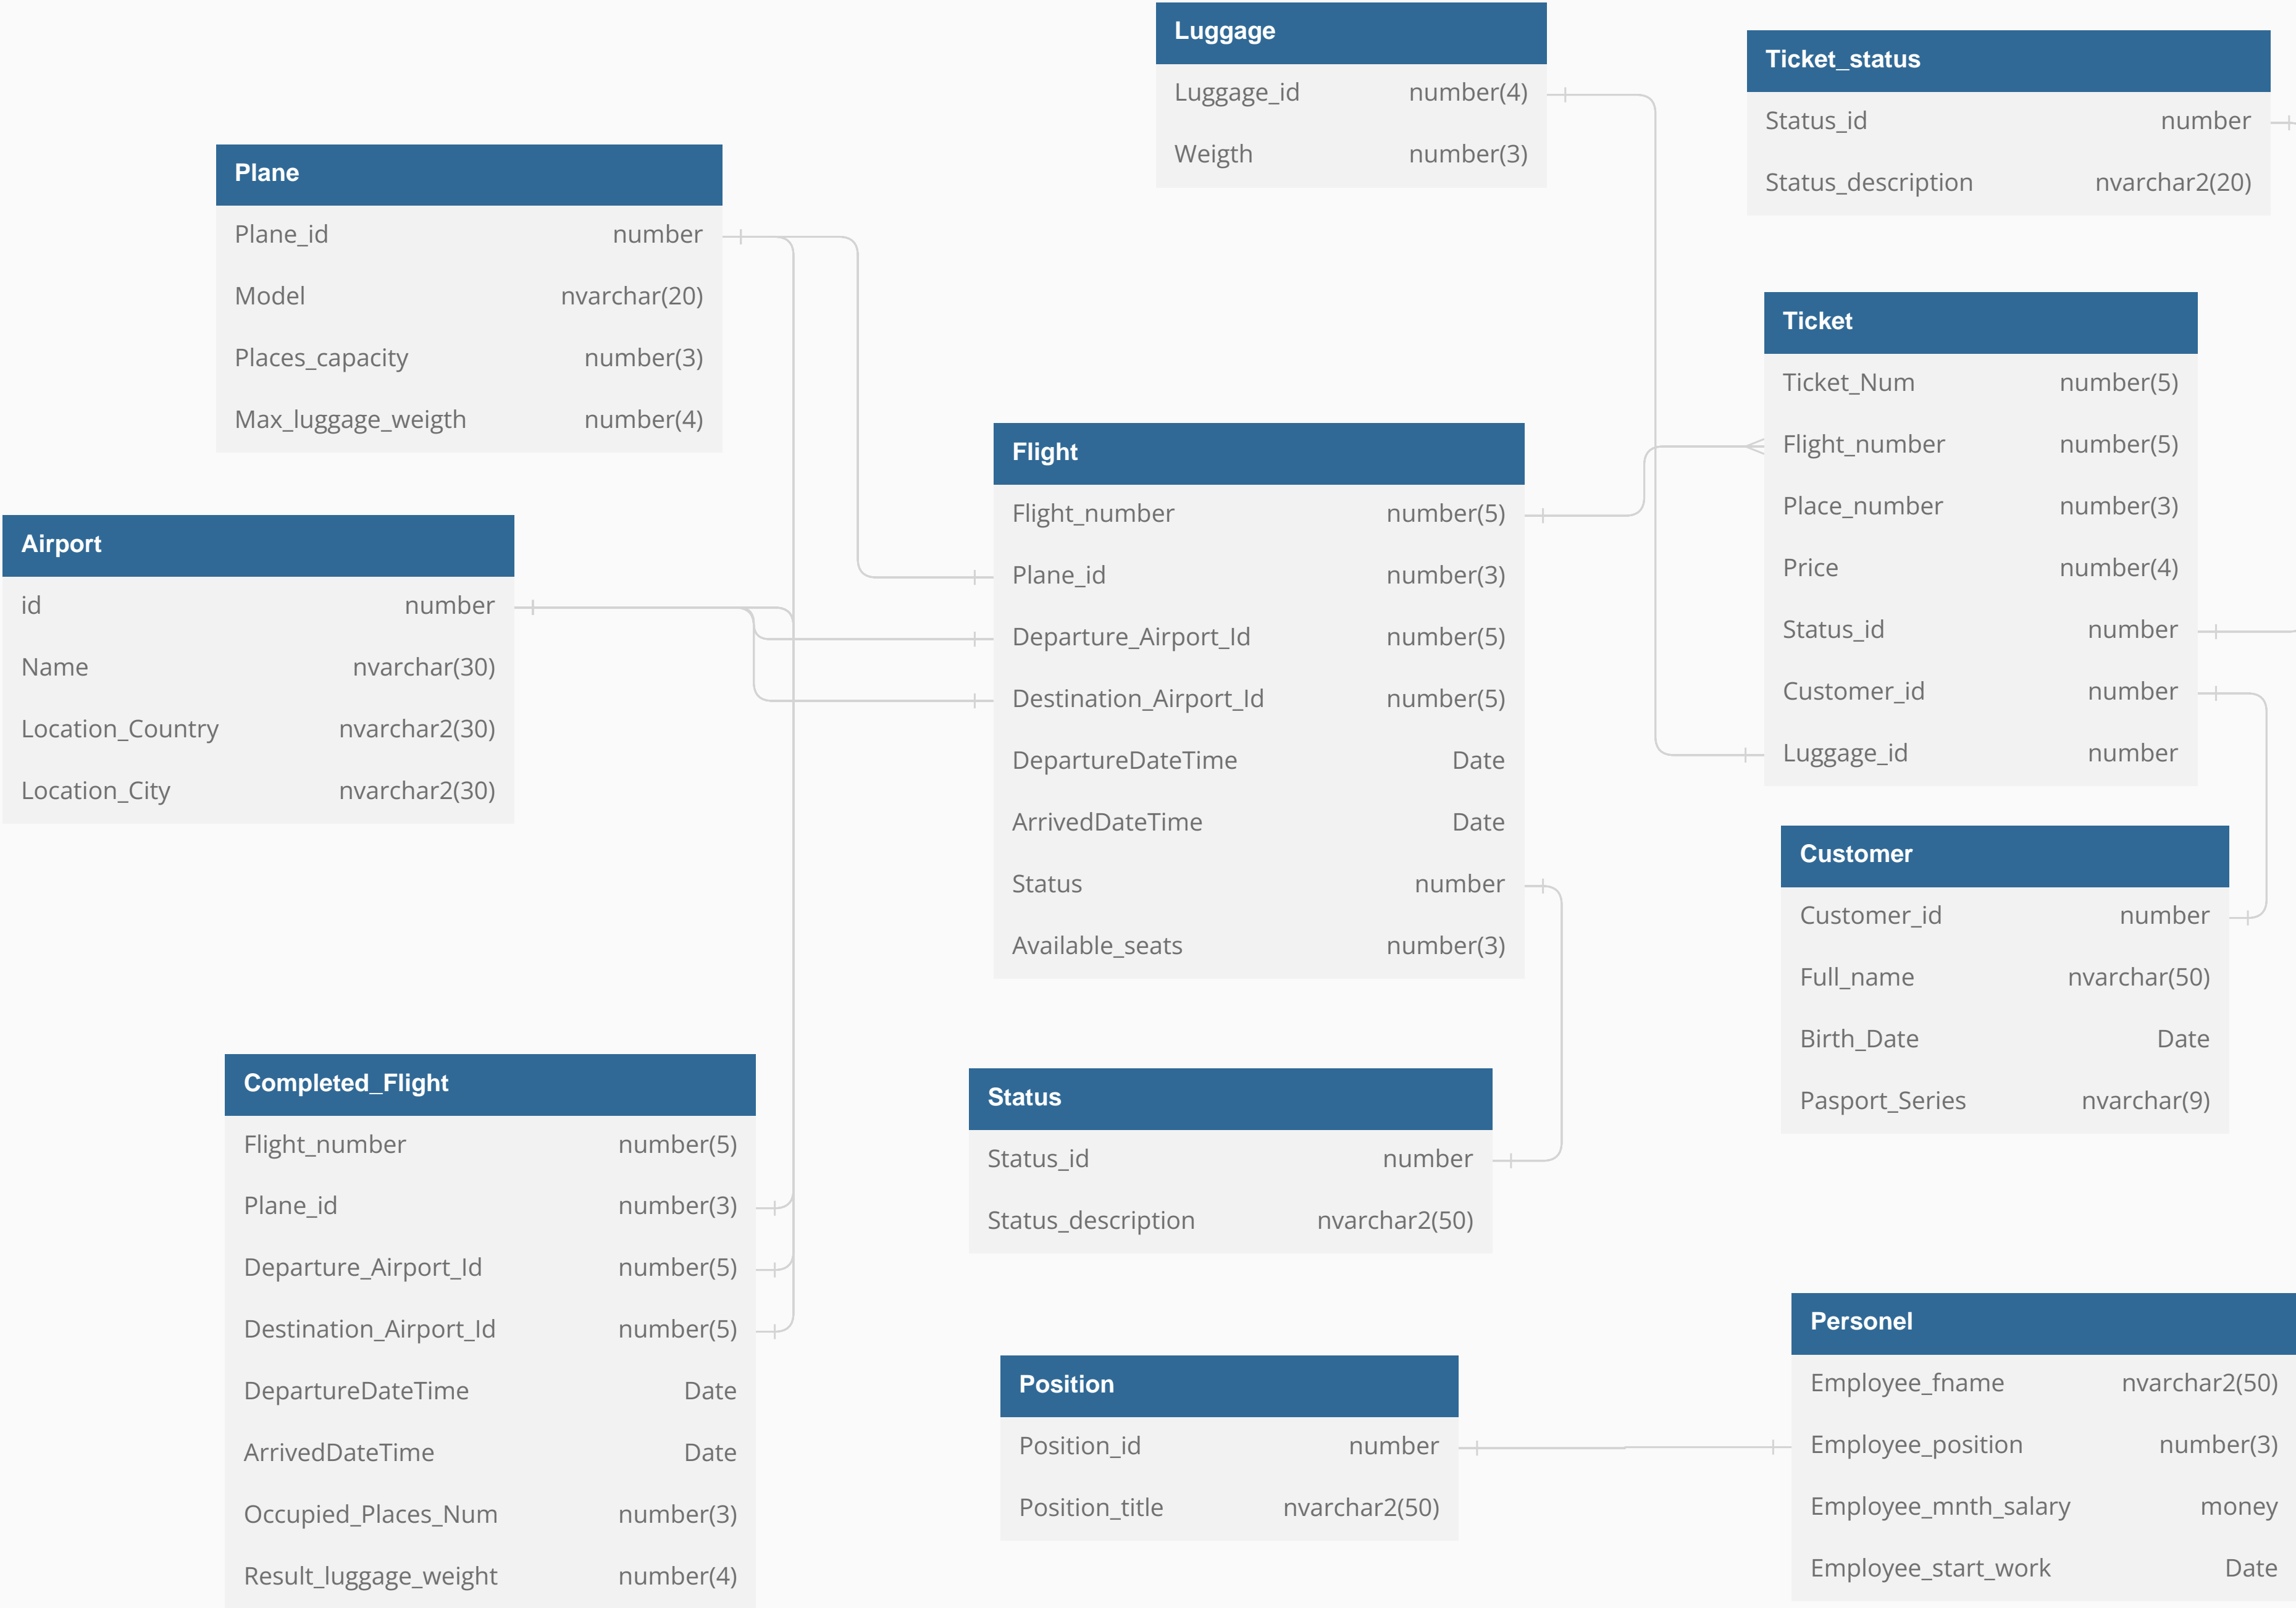 Luggage
Luggage_id number(4)
Weigth number(3)
Ticket_status
Status_id number
Status_description nvarchar2(20)
Plane
Plane_id number
Model nvarchar(20)
Places_capacity number(3)
Max_luggage_weigth number(4)
Ticket
Ticket_Num number(5)
Flight_number number(5)
Place_number number(3)
Price number(4)
Status_id number
Customer_id number
Luggage_id number
Flight
Flight_number number(5)
Plane_id number(3)
Departure_Airport_Id number(5)
Destination_Airport_Id number(5)
DepartureDateTime Date
ArrivedDateTime Date
Status number
Available_seats number(3)
Airport
id number
Name nvarchar(30)
Location_Country nvarchar2(30)
Location_City nvarchar2(30)
Customer
Customer_id number
Full_name nvarchar(50)
Birth_Date Date
Pasport_Series nvarchar(9)
Completed_Flight
Flight_number number(5)
Plane_id number(3)
Departure_Airport_Id number(5)
Destination_Airport_Id number(5)
DepartureDateTime Date
ArrivedDateTime Date
Occupied_Places_Num number(3)
Result_luggage_weight number(4)
Status
Status_id number
Status_description nvarchar2(50)
Position
Position_id number
Position_title nvarchar2(50)
Personel
Employee_fname nvarchar2(50)
Employee_position number(3)
Employee_mnth_salary money
Employee_start_work Date